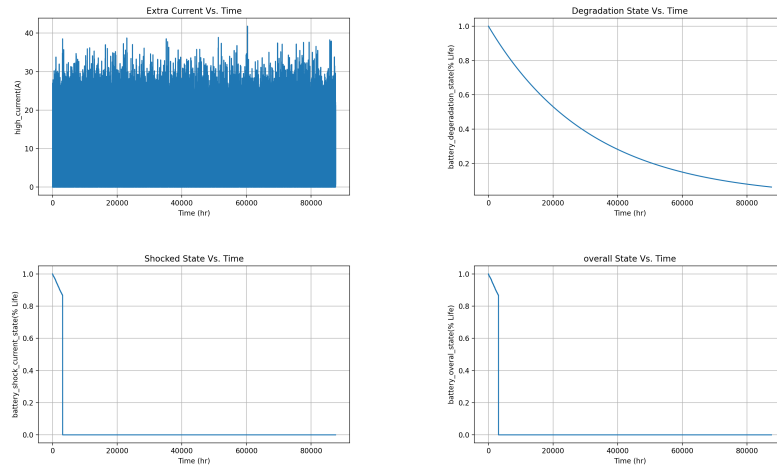 Extra Current Vs. Time
high_current(A)
40
30
20
10
0
0 20000 40000 60000 80000
Time (hr)
Degradation State Vs. Time
battery_degeradation_state(% Life)
1.0
0.8
0.6
0.4
0.2
0 20000 40000 60000 80000
Time (hr)
Shocked State Vs. Time
battery_shock_current_state(% Life)
1.0
0.8
0.6
0.4
0.2
0.0
0 20000 40000 60000 80000
Time (hr)
overall State Vs. Time
battery_overal_state(% Life)
1.0
0.8
0.6
0.4
0.2
0.0
0 20000 40000 60000 80000
Time (hr)